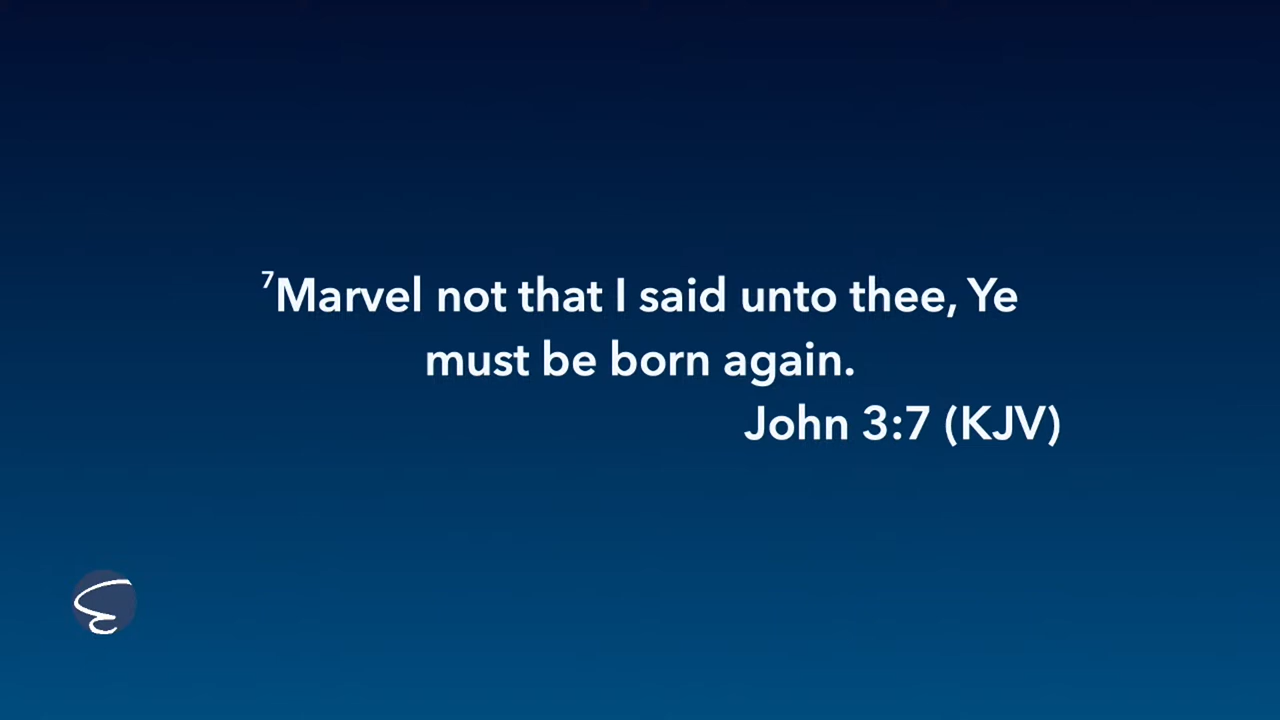 ⁷Marvel not that I said unto thee, Ye
must be born again.
John 3:7 (KJV)